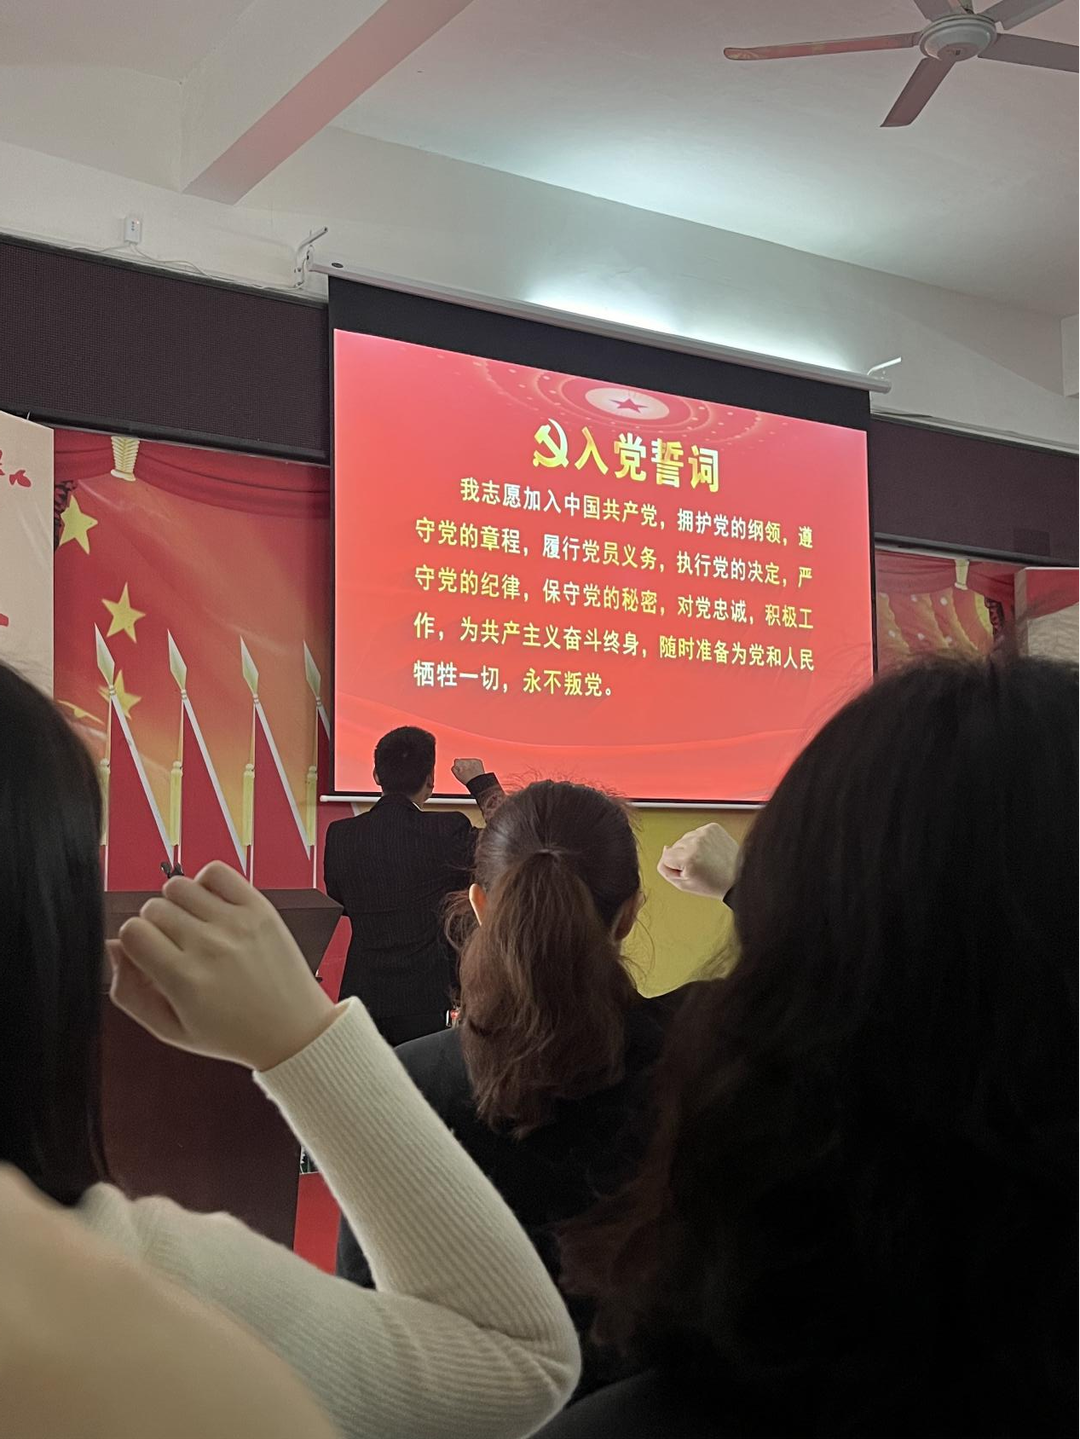 入党誓词
我志愿加入中国共产党，拥护党的纲领，遵
守党的章程，履行党员义务，执行党的决定，严
守党的纪律，保守党的秘密，对党忠诚，积极工
作，为共产主义奋斗终身，随时准备为党和人民
牺牲一切，永不叛党。